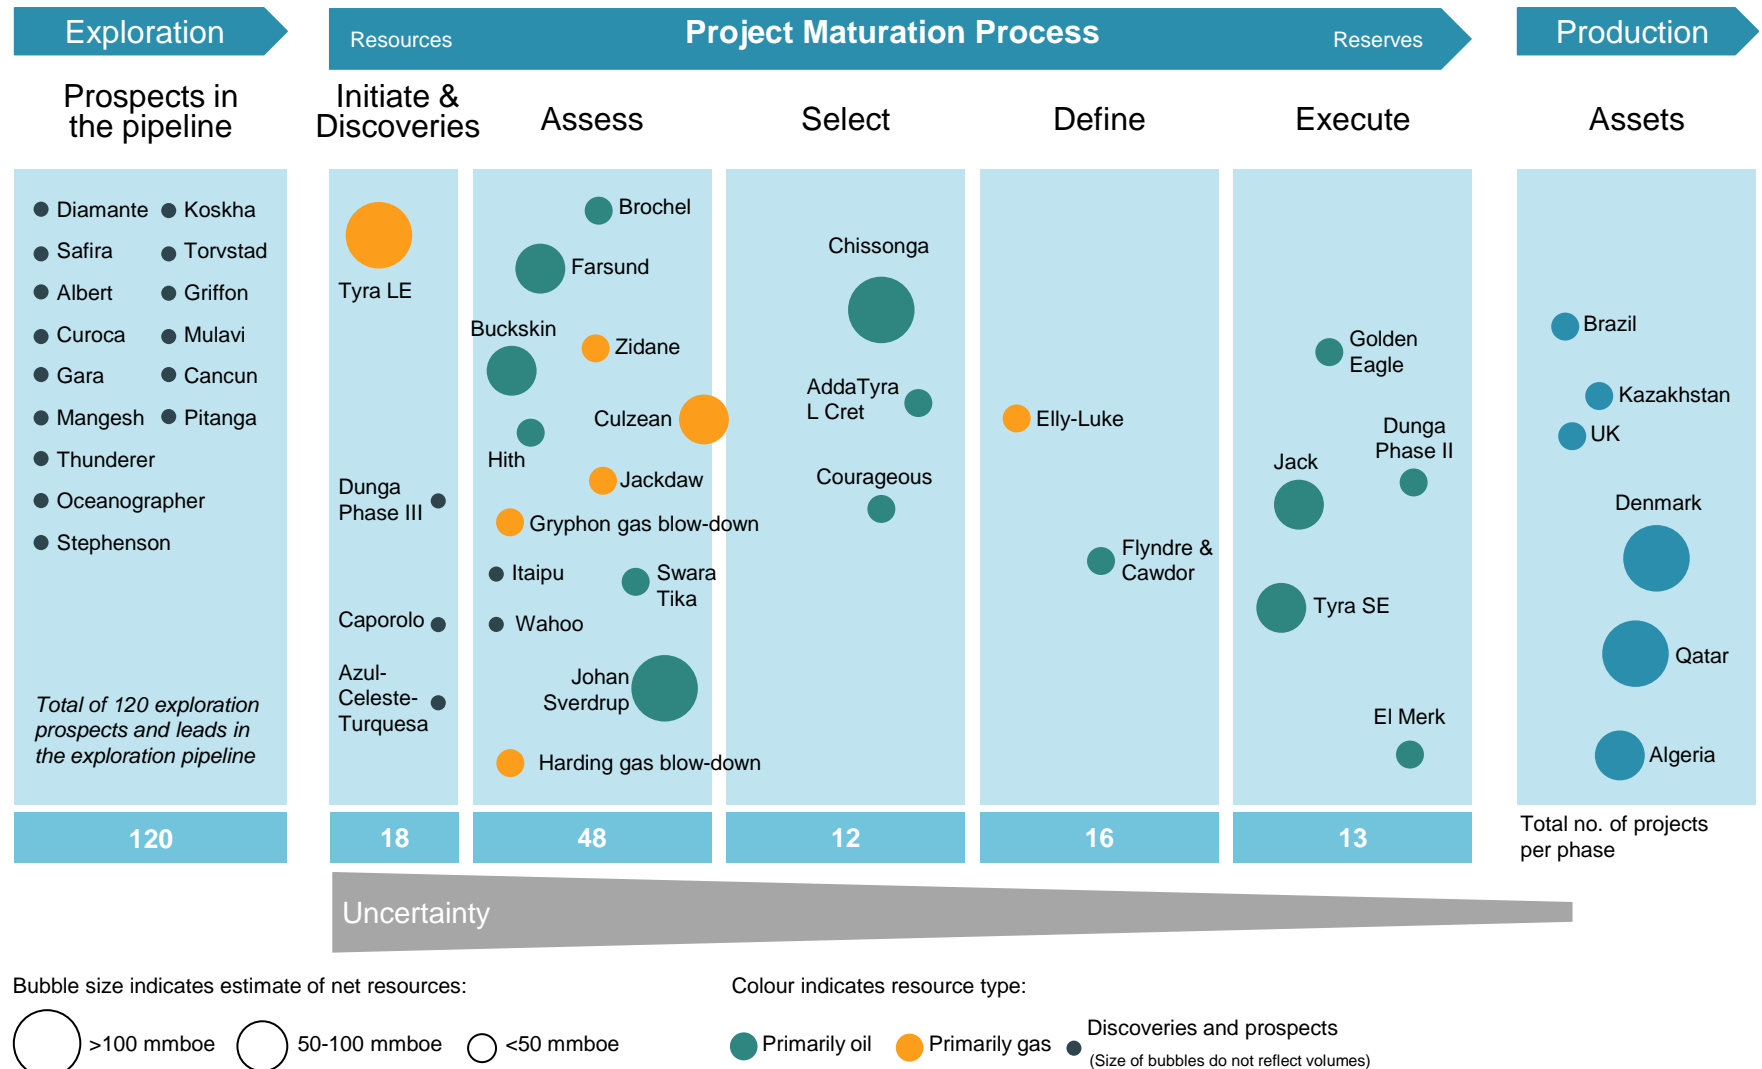 Exploration
Resources
Project Maturation Process
Reserves
Production
Prospects in
the pipeline
Initiate &
Discoveries
Assess
Select
Define
Execute
Assets
Diamante
Koskha
Safira
Torvstad
Albert
Griffon
Curoca
Mulavi
Gara
Cancun
Mangesh
Pitanga
Thunderer
Oceanographer
Stephenson
Total of 120 exploration
prospects and leads in
the exploration pipeline
Tyra LE
Dunga
Phase III
Caporolo
Azul-
Celeste-
Turquesa
Brochel
Farsund
Buckskin
Zidane
Culzean
Hith
Jackdaw
Gryphon gas blow-down
Itaipu
Swara
Tika
Wahoo
Johan
Sverdrup
Harding gas blow-down
Chissonga
AddaTyra
L Cret
Courageous
Elly-Luke
Flyndre &
Cawdor
Golden
Eagle
Dunga
Phase II
Jack
Tyra SE
El Merk
Brazil
Kazakhstan
UK
Denmark
Qatar
Algeria
120
18
48
12
16
13
Total no. of projects
per phase
Uncertainty
Bubble size indicates estimate of net resources:
>100 mmboe
50-100 mmboe
<50 mmboe
Colour indicates resource type:
Primarily oil
Primarily gas
Discoveries and prospects
(Size of bubbles do not reflect volumes)